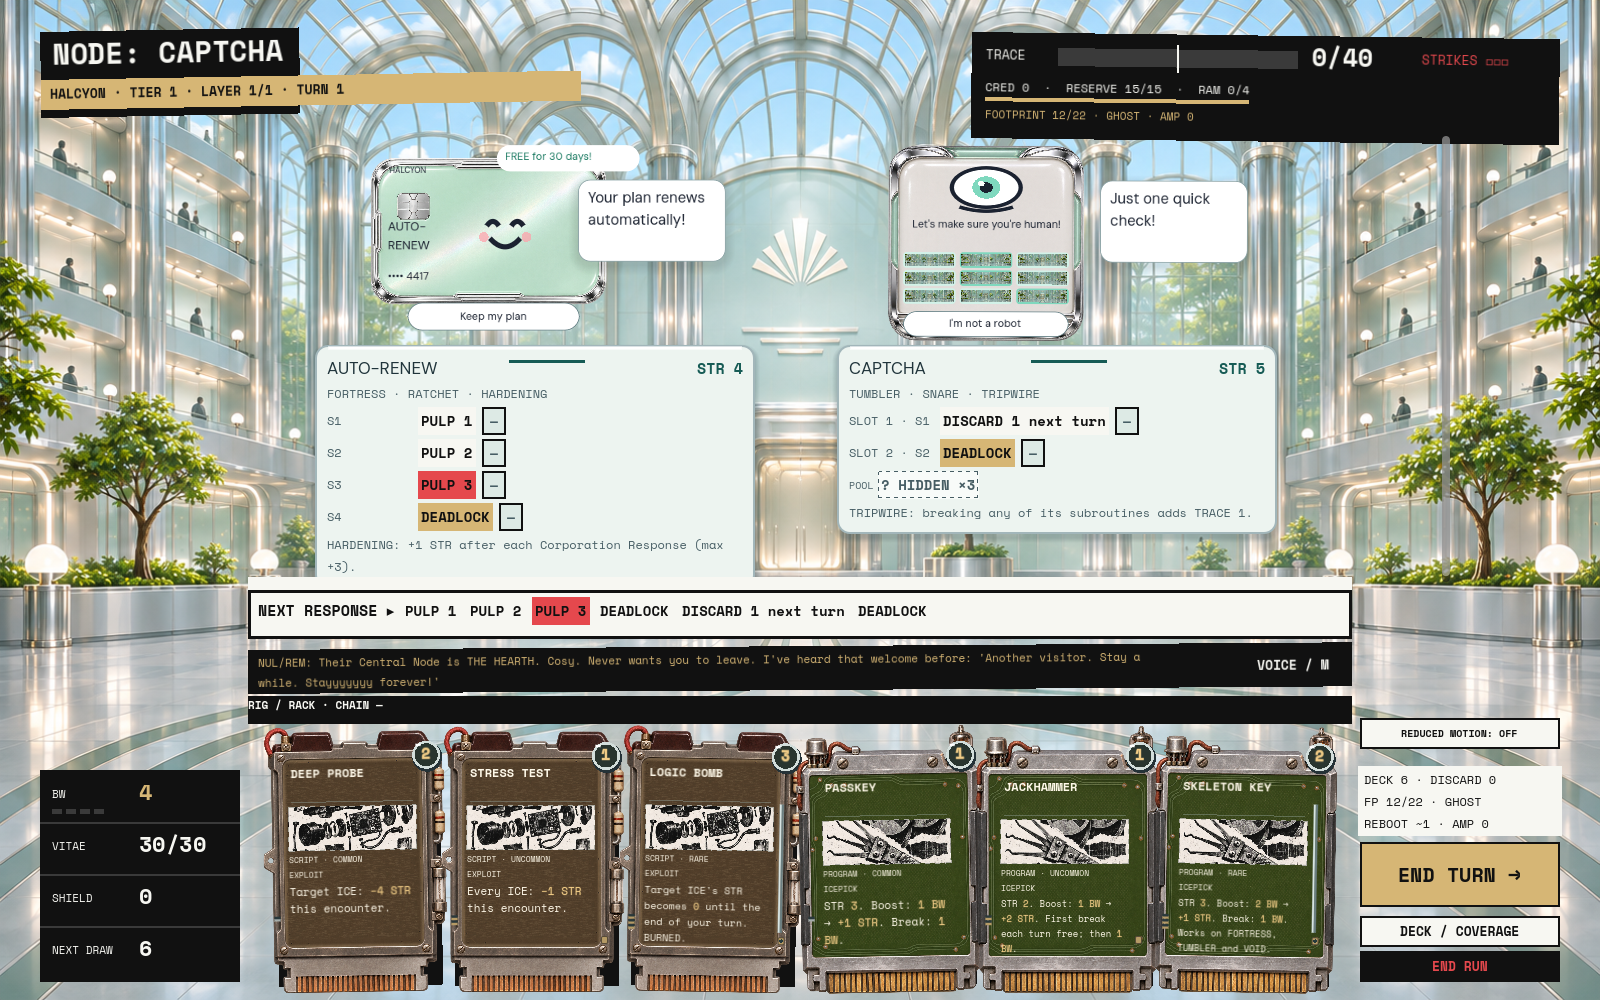 NODE: CAPTCHA
HALCYON · TIER 1 · LAYER 1/1 · TURN 1
TRACE 0/40 STRIKES □□□
CRED 0 · RESERVE 15/15 · RAM 0/4
FOOTPRINT 12/22 · GHOST · AMP 0
HALCYON
FREE for 30 days!
AUTO-
RENEW
•••• 4417
Keep my plan
Your plan renews
automatically!
Let's make sure you're human!
I'm not a robot
Just one quick
check!
AUTO-RENEW STR 4
FORTRESS · RATCHET · HARDENING
S1 PULP 1 —
S2 PULP 2 —
S3 PULP 3 —
S4 DEADLOCK —
HARDENING: +1 STR after each Corporation Response (max
+3).
CAPTCHA STR 5
TUMBLER · SNARE · TRIPWIRE
SLOT 1 · S1 DISCARD 1 next turn —
SLOT 2 · S2 DEADLOCK —
POOL ? HIDDEN ×3
TRIPWIRE: breaking any of its subroutines adds TRACE 1.
NEXT RESPONSE ▸ PULP 1 PULP 2 PULP 3 DEADLOCK DISCARD 1 next turn DEADLOCK
NUL/REM: Their Central Node is THE HEARTH. Cosy. Never wants you to leave. I've heard that welcome before: 'Another visitor. Stay a
while. Stayyyyyyy forever!'
VOICE / M
RIG / RACK · CHAIN —
BW 4
VITAE 30/30
SHIELD 0
NEXT DRAW 6
2
DEEP PROBE
SCRIPT · COMMON
EXPLOIT
Target ICE: -4 STR
this encounter.
1
STRESS TEST
SCRIPT · UNCOMMON
EXPLOIT
Every ICE: -1 STR
this encounter.
3
LOGIC BOMB
SCRIPT · RARE
EXPLOIT
Target ICE's STR
becomes 0 until the
end of your turn.
BURNED.
1
PASSKEY
PROGRAM · COMMON
ICEPICK
STR 3. Boost: 1 BW
→ +1 STR. Break: 1
BW.
1
JACKHAMMER
PROGRAM · UNCOMMON
ICEPICK
STR 2. Boost: 1 BW →
+2 STR. First break
each turn free; then 1
BW.
2
SKELETON KEY
PROGRAM · RARE
ICEPICK
STR 3. Boost: 2 BW →
+1 STR. Break: 1 BW.
Works on FORTRESS,
TUMBLER and VOID.
REDUCED MOTION: OFF
DECK 6 · DISCARD 0
FP 12/22 · GHOST
REBOOT ~1 · AMP 0
END TURN →
DECK / COVERAGE
END RUN